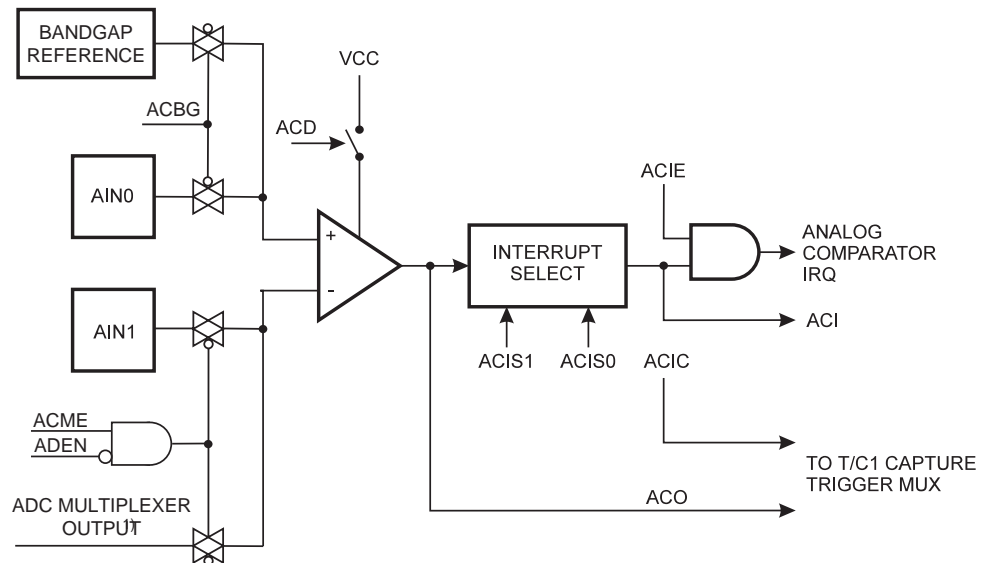 BANDGAP
REFERENCE
VCC
ACBG
ACD
AIN0
ACIE
+
-
INTERRUPT
SELECT
ANALOG
COMPARATOR
IRQ
ACI
AIN1
ACIS1
ACIS0
ACIC
ACME
ADEN
TO T/C1 CAPTURE
TRIGGER MUX
ACO
ADC MULTIPLEXER
OUTPUT
1)